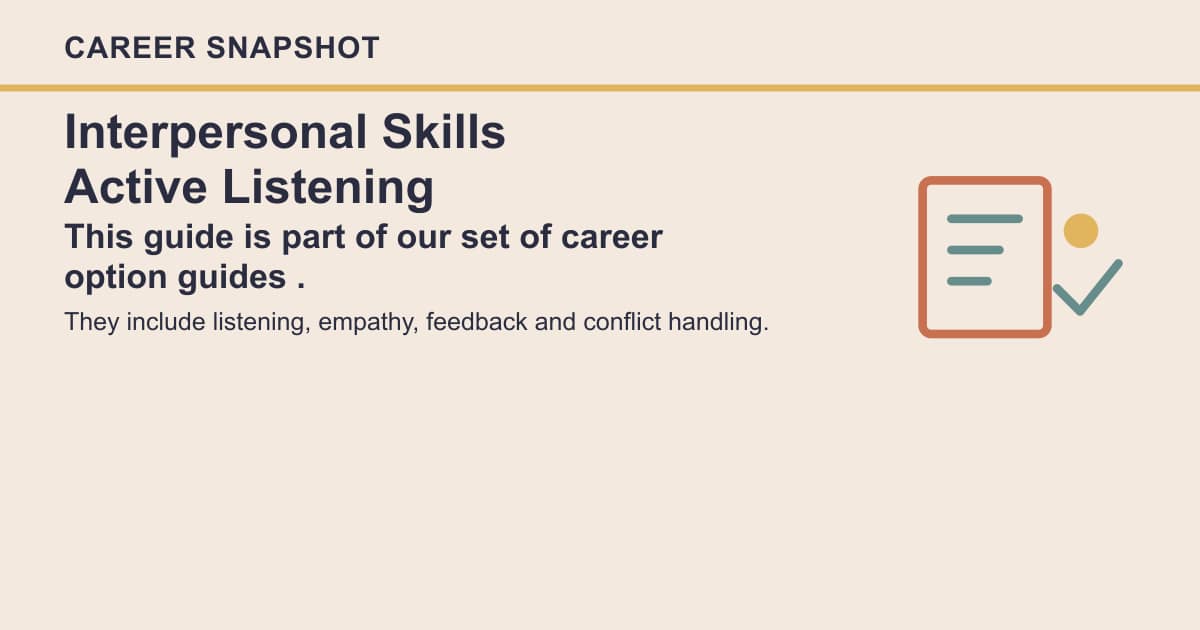 CAREER SNAPSHOT
Interpersonal Skills
Active Listening
This guide is part of our set of career
option guides .
They include listening, empathy, feedback and conflict handling.